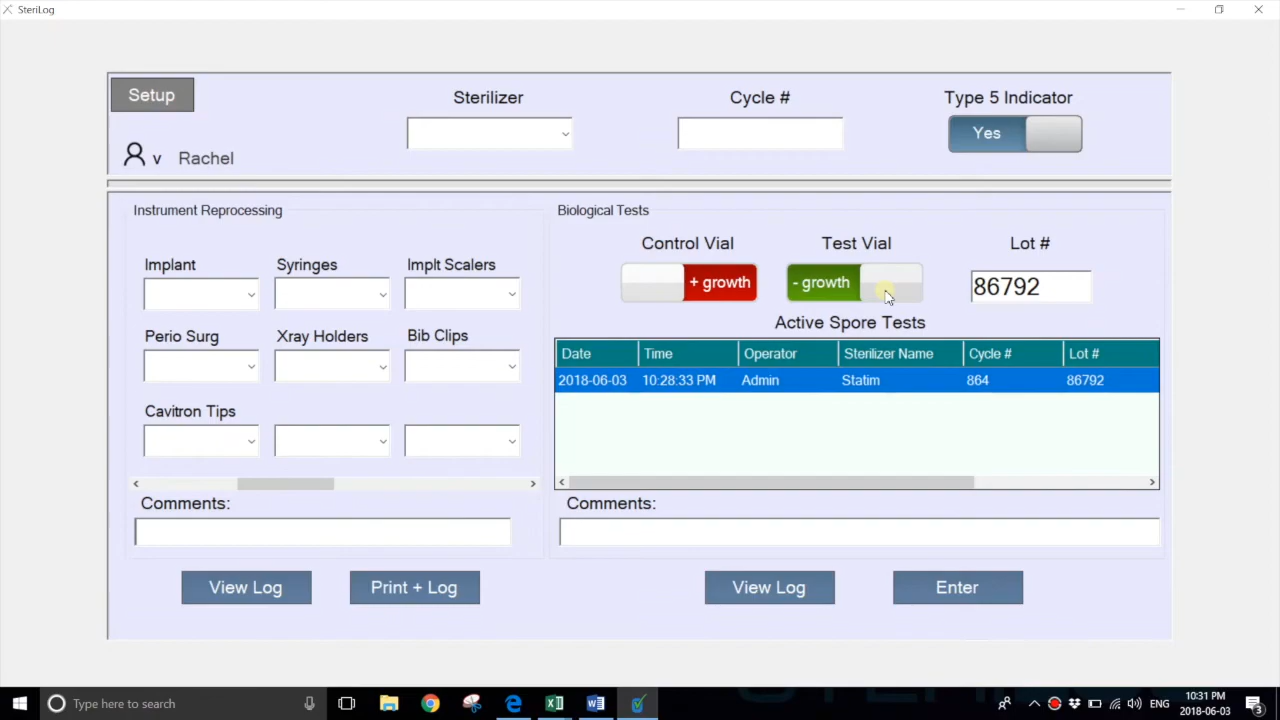 SteriLog
Setup
Sterilizer
Cycle #
Type 5 Indicator
Yes
v Rachel
Instrument Reprocessing
Implant
Syringes
Implt Scalers
Perio Surg
Xray Holders
Bib Clips
Cavitron Tips
Comments:
View Log
Print + Log
Biological Tests
Control Vial
Test Vial
Lot #
+ growth
- growth
86792
Active Spore Tests
Date Time Operator Sterilizer Name Cycle # Lot #
2018-06-03 10:28:33 PM Admin Statim 864 86792
Comments:
View Log
Enter
Type here to search
ENG
10:31 PM
2018-06-03
3